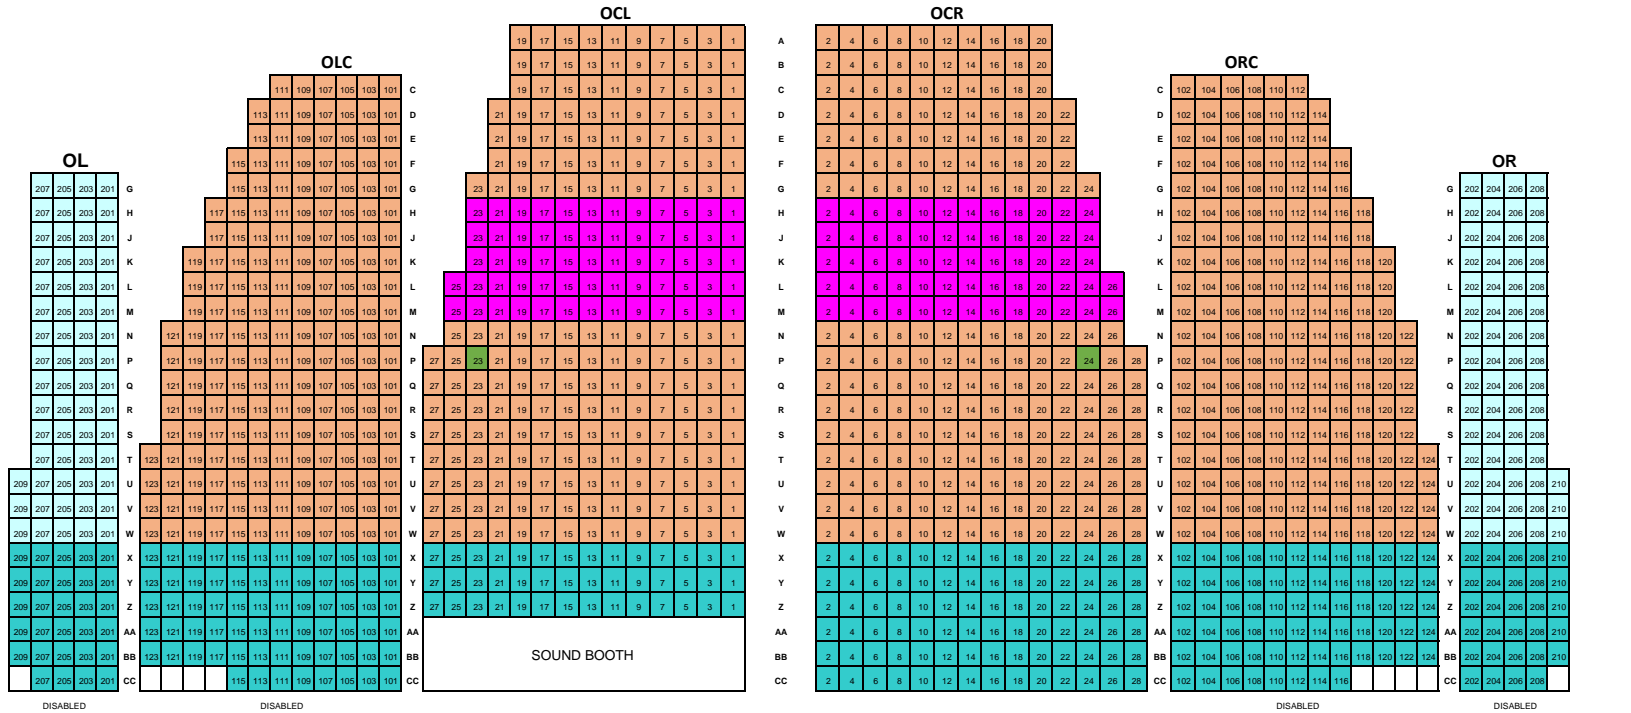 OCL OCR
19 17 15 13 11 9 7 5 3 1 A 2 4 6 8 10 12 14 16 18 20
OLC ORC
19 17 15 13 11 9 7 5 3 1 B 2 4 6 8 10 12 14 16 18 20
111 109 107 105 103 101 C 19 17 15 13 11 9 7 5 3 1 C 2 4 6 8 10 12 14 16 18 20 C 102 104 106 108 110 112
113 111 109 107 105 103 101 D 21 19 17 15 13 11 9 7 5 3 1 D 2 4 6 8 10 12 14 16 18 20 22 D 102 104 106 108 110 112 114
113 111 109 107 105 103 101 E 21 19 17 15 13 11 9 7 5 3 1 E 2 4 6 8 10 12 14 16 18 20 22 E 102 104 106 108 110 112 114
OL OR
115 113 111 109 107 105 103 101 F 21 19 17 15 13 11 9 7 5 3 1 F 2 4 6 8 10 12 14 16 18 20 22 F 102 104 106 108 110 112 114 116
207 205 203 201 G 115 113 111 109 107 105 103 101 G 23 21 19 17 15 13 11 9 7 5 3 1 G 2 4 6 8 10 12 14 16 18 20 22 24 G 102 104 106 108 110 112 114 116 G 202 204 206 208
207 205 203 201 H 117 115 113 111 109 107 105 103 101 H 23 21 19 17 15 13 11 9 7 5 3 1 H 2 4 6 8 10 12 14 16 18 20 22 24 H 102 104 106 108 110 112 114 116 118 H 202 204 206 208
207 205 203 201 J 117 115 113 111 109 107 105 103 101 J 23 21 19 17 15 13 11 9 7 5 3 1 J 2 4 6 8 10 12 14 16 18 20 22 24 J 102 104 106 108 110 112 114 116 118 J 202 204 206 208
207 205 203 201 K 119 117 115 113 111 109 107 105 103 101 K 23 21 19 17 15 13 11 9 7 5 3 1 K 2 4 6 8 10 12 14 16 18 20 22 24 K 102 104 106 108 110 112 114 116 118 120 K 202 204 206 208
207 205 203 201 L 119 117 115 113 111 109 107 105 103 101 L 25 23 21 19 17 15 13 11 9 7 5 3 1 L 2 4 6 8 10 12 14 16 18 20 22 24 26 L 102 104 106 108 110 112 114 116 118 120 L 202 204 206 208
207 205 203 201 M 119 117 115 113 111 109 107 105 103 101 M 25 23 21 19 17 15 13 11 9 7 5 3 1 M 2 4 6 8 10 12 14 16 18 20 22 24 26 M 102 104 106 108 110 112 114 116 118 120 M 202 204 206 208
207 205 203 201 N 121 119 117 115 113 111 109 107 105 103 101 N 25 23 21 19 17 15 13 11 9 7 5 3 1 N 2 4 6 8 10 12 14 16 18 20 22 24 26 N 102 104 106 108 110 112 114 116 118 120 122 N 202 204 206 208
207 205 203 201 P 121 119 117 115 113 111 109 107 105 103 101 P 27 25 23 21 19 17 15 13 11 9 7 5 3 1 P 2 4 6 8 10 12 14 16 18 20 22 24 26 28 P 102 104 106 108 110 112 114 116 118 120 122 P 202 204 206 208
207 205 203 201 Q 121 119 117 115 113 111 109 107 105 103 101 Q 27 25 23 21 19 17 15 13 11 9 7 5 3 1 Q 2 4 6 8 10 12 14 16 18 20 22 24 26 28 Q 102 104 106 108 110 112 114 116 118 120 122 Q 202 204 206 208
207 205 203 201 R 121 119 117 115 113 111 109 107 105 103 101 R 27 25 23 21 19 17 15 13 11 9 7 5 3 1 R 2 4 6 8 10 12 14 16 18 20 22 24 26 28 R 102 104 106 108 110 112 114 116 118 120 122 R 202 204 206 208
207 205 203 201 S 121 119 117 115 113 111 109 107 105 103 101 S 27 25 23 21 19 17 15 13 11 9 7 5 3 1 S 2 4 6 8 10 12 14 16 18 20 22 24 26 28 S 102 104 106 108 110 112 114 116 118 120 122 S 202 204 206 208
207 205 203 201 T 123 121 119 117 115 113 111 109 107 105 103 101 T 27 25 23 21 19 17 15 13 11 9 7 5 3 1 T 2 4 6 8 10 12 14 16 18 20 22 24 26 28 T 102 104 106 108 110 112 114 116 118 120 122 124 T 202 204 206 208
209 207 205 203 201 U 123 121 119 117 115 113 111 109 107 105 103 101 U 27 25 23 21 19 17 15 13 11 9 7 5 3 1 U 2 4 6 8 10 12 14 16 18 20 22 24 26 28 U 102 104 106 108 110 112 114 116 118 120 122 124 U 202 204 206 208 210
209 207 205 203 201 V 123 121 119 117 115 113 111 109 107 105 103 101 V 27 25 23 21 19 17 15 13 11 9 7 5 3 1 V 2 4 6 8 10 12 14 16 18 20 22 24 26 28 V 102 104 106 108 110 112 114 116 118 120 122 124 V 202 204 206 208 210
209 207 205 203 201 W 123 121 119 117 115 113 111 109 107 105 103 101 W 27 25 23 21 19 17 15 13 11 9 7 5 3 1 W 2 4 6 8 10 12 14 16 18 20 22 24 26 28 W 102 104 106 108 110 112 114 116 118 120 122 124 W 202 204 206 208 210
209 207 205 203 201 X 123 121 119 117 115 113 111 109 107 105 103 101 X 27 25 23 21 19 17 15 13 11 9 7 5 3 1 X 2 4 6 8 10 12 14 16 18 20 22 24 26 28 X 102 104 106 108 110 112 114 116 118 120 122 124 X 202 204 206 208 210
209 207 205 203 201 Y 123 121 119 117 115 113 111 109 107 105 103 101 Y 27 25 23 21 19 17 15 13 11 9 7 5 3 1 Y 2 4 6 8 10 12 14 16 18 20 22 24 26 28 Y 102 104 106 108 110 112 114 116 118 120 122 124 Y 202 204 206 208 210
209 207 205 203 201 Z 123 121 119 117 115 113 111 109 107 105 103 101 Z 27 25 23 21 19 17 15 13 11 9 7 5 3 1 Z 2 4 6 8 10 12 14 16 18 20 22 24 26 28 Z 102 104 106 108 110 112 114 116 118 120 122 124 Z 202 204 206 208 210
209 207 205 203 201 AA 123 121 119 117 115 113 111 109 107 105 103 101 AA AA 2 4 6 8 10 12 14 16 18 20 22 24 26 28 AA 102 104 106 108 110 112 114 116 118 120 122 124 AA 202 204 206 208 210
209 207 205 203 201 BB 123 121 119 117 115 113 111 109 107 105 103 101 BB SOUND BOOTH BB 2 4 6 8 10 12 14 16 18 20 22 24 26 28 BB 102 104 106 108 110 112 114 116 118 120 122 124 BB 202 204 206 208 210
207 205 203 201 CC 115 113 111 109 107 105 103 101 CC CC 2 4 6 8 10 12 14 16 18 20 22 24 26 28 CC 102 104 106 108 110 112 114 116 CC 202 204 206 208
DISABLED DISABLED DISABLED DISABLED